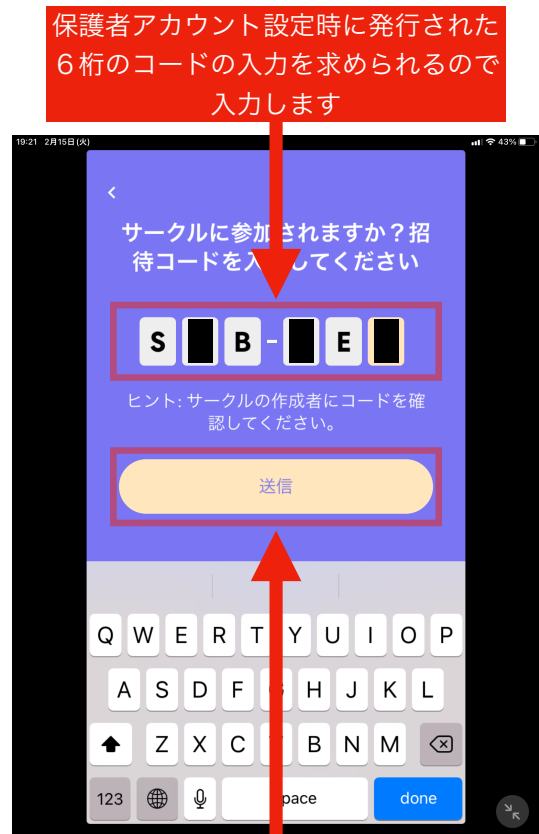 保護者アカウント設定時に発行された
６桁のコードの入力を求められるので
入力します
19:21 2月15日(火)
43%
サークルに参加されますか？招
待コードを入
してください
S B - E
ヒント: サークルの作成者にコードを確
認してください。
送信
Q W E R T Y U I O P
A S D F G H J K L
Z X C B N M
123 done